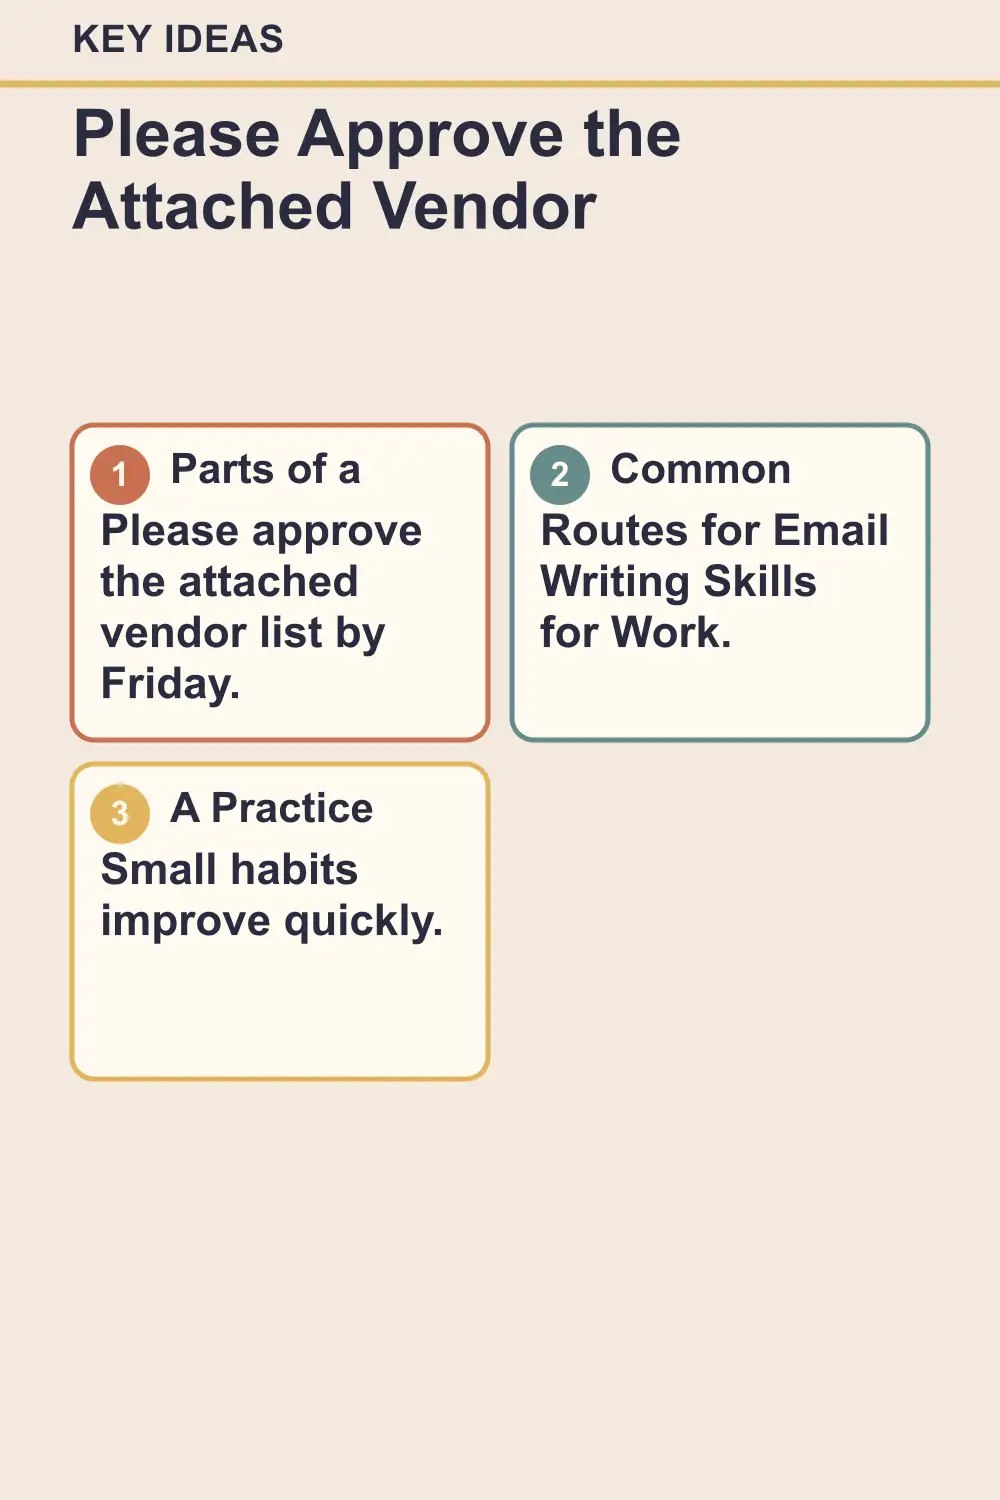 KEY IDEAS
Please Approve the
Attached Vendor
1 Parts of a
Please approve
the attached
vendor list by
Friday.
2 Common
Routes for Email
Writing Skills
for Work.
3 A Practice
Small habits
improve quickly.